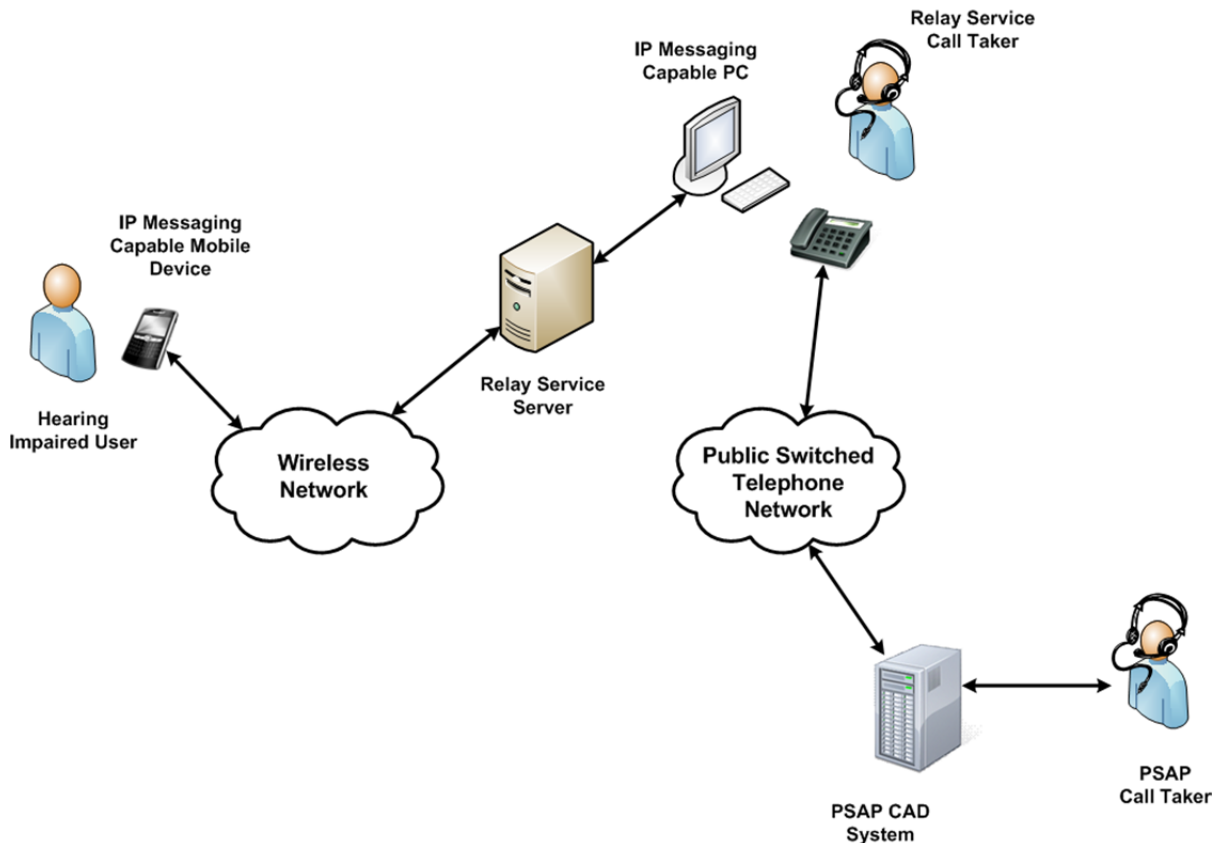 Relay Service
Call Taker
IP Messaging
Capable PC
IP Messaging
Capable Mobile
Device
Relay Service
Server
Hearing
Impaired User
Wireless
Network
Public Switched
Telephone
Network
PSAP
Call Taker
PSAP CAD
System